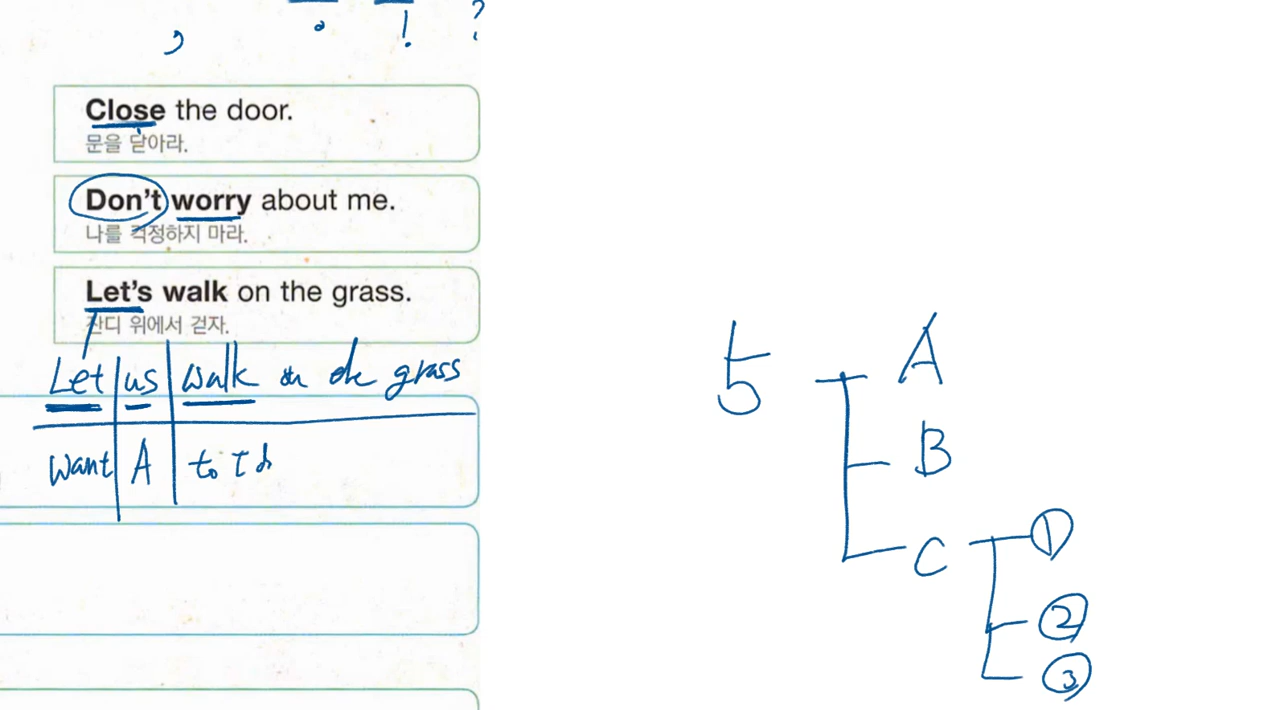 , . ! ?
Close the door.
문을 닫아라.
Don't worry about me.
나를 걱정하지 마라.
Let's walk on the grass.
잔디 위에서 걷자.
Let us walk on the grass
want A to
5 A
B
C ①
②
③